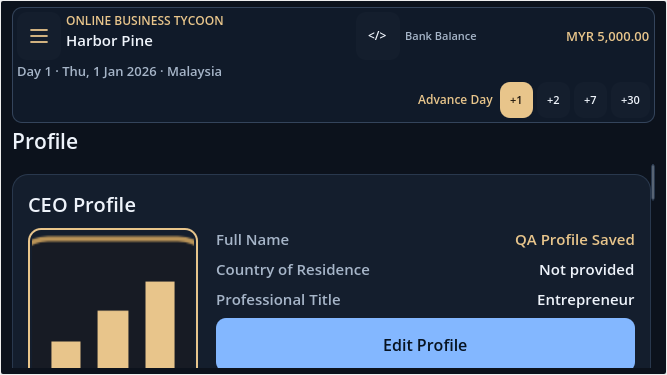 ONLINE BUSINESS TYCOON
Harbor Pine
</> Bank Balance MYR 5,000.00
Day 1 · Thu, 1 Jan 2026 · Malaysia
Advance Day +1 +2 +7 +30
Profile
CEO Profile
Full Name QA Profile Saved
Country of Residence Not provided
Professional Title Entrepreneur
Edit Profile